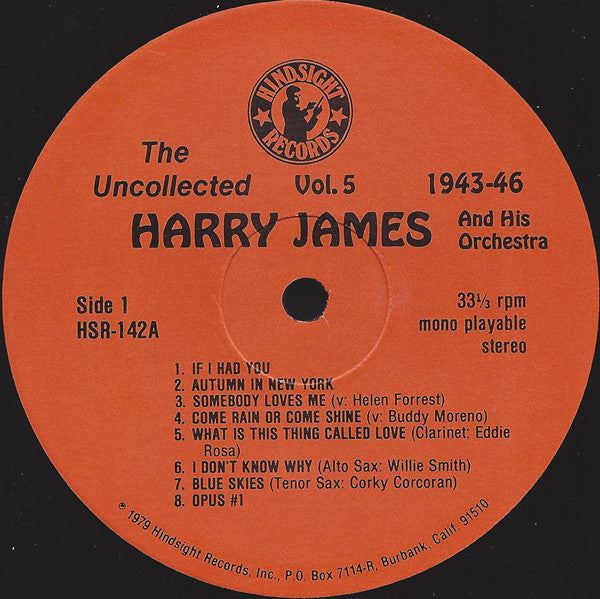 HINDSIGHT
RECORDS
The
Uncollected Vol. 5 1943-46
HARRY JAMES And His
Orchestra
Side 1
HSR-142A
33⅓ rpm
mono playable
stereo
1. IF I HAD YOU
2. AUTUMN IN NEW YORK
3. SOMEBODY LOVES ME (v: Helen Forrest)
4. COME RAIN OR COME SHINE (v: Buddy Moreno)
5. WHAT IS THIS THING CALLED LOVE (Clarinet: Eddie
Rosa)
6. I DON'T KNOW WHY (Alto Sax: Willie Smith)
7. BLUE SKIES (Tenor Sax: Corky Corcoran)
8. OPUS #1
℗ 1979 Hindsight Records, Inc., P.O. Box 7114-R, Burbank, Calif. 91510